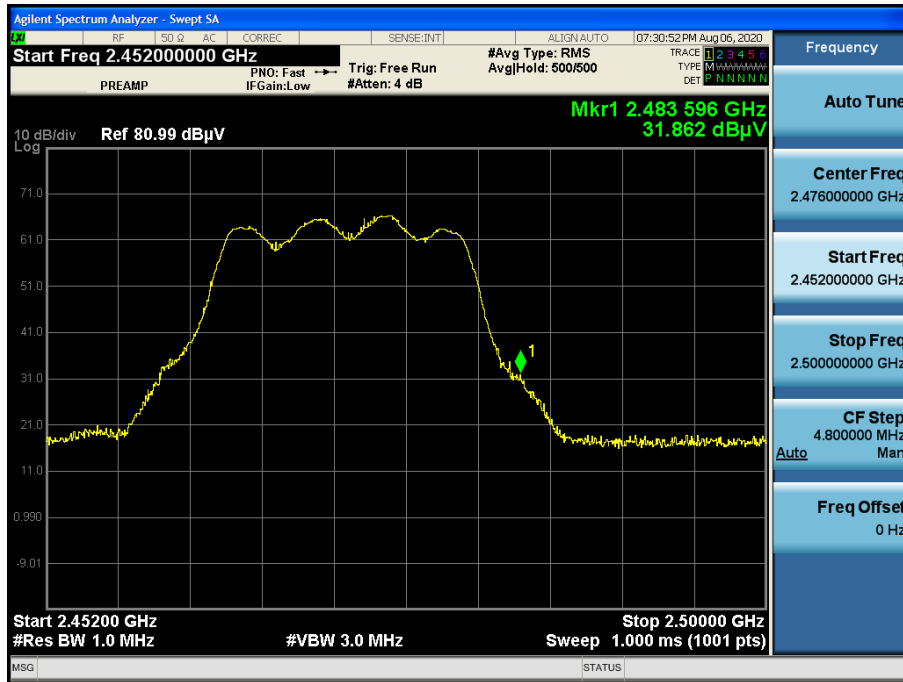 Agilent Spectrum Analyzer - Swept SA
LXI RF 50 Ω AC CORREC SENSE:INT ALIGN AUTO 07:30:52 PM Aug 06, 2020
Start Freq 2.452000000 GHz
PREAMP
PNO: Fast
IFGain:Low
Trig: Free Run
#Atten: 4 dB
#Avg Type: RMS
Avg|Hold: 500/500
TRACE 1 2 3 4 5 6
TYPE MWWWWW
DET P N N N N N
Mkr1 2.483 596 GHz
31.862 dBµV
10 dB/div Ref 80.99 dBµV
Log
71.0
61.0
51.0
41.0
31.0
21.0
11.0
0.990
-9.01
1
Start 2.45200 GHz
Stop 2.50000 GHz
#Res BW 1.0 MHz
#VBW 3.0 MHz
Sweep 1.000 ms (1001 pts)
MSG
STATUS
Frequency
Auto Tune
Center Freq
2.476000000 GHz
Start Freq
2.452000000 GHz
Stop Freq
2.500000000 GHz
CF Step
4.800000 MHz
Auto Man
Freq Offset
0 Hz